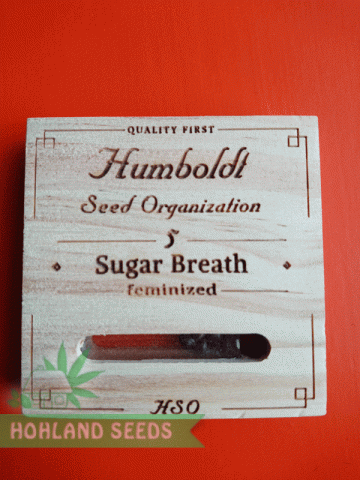 QUALITY FIRST
Humboldt
Seed Organization
5
Sugar Breath
feminized
HSO
HOHLAND SEEDS